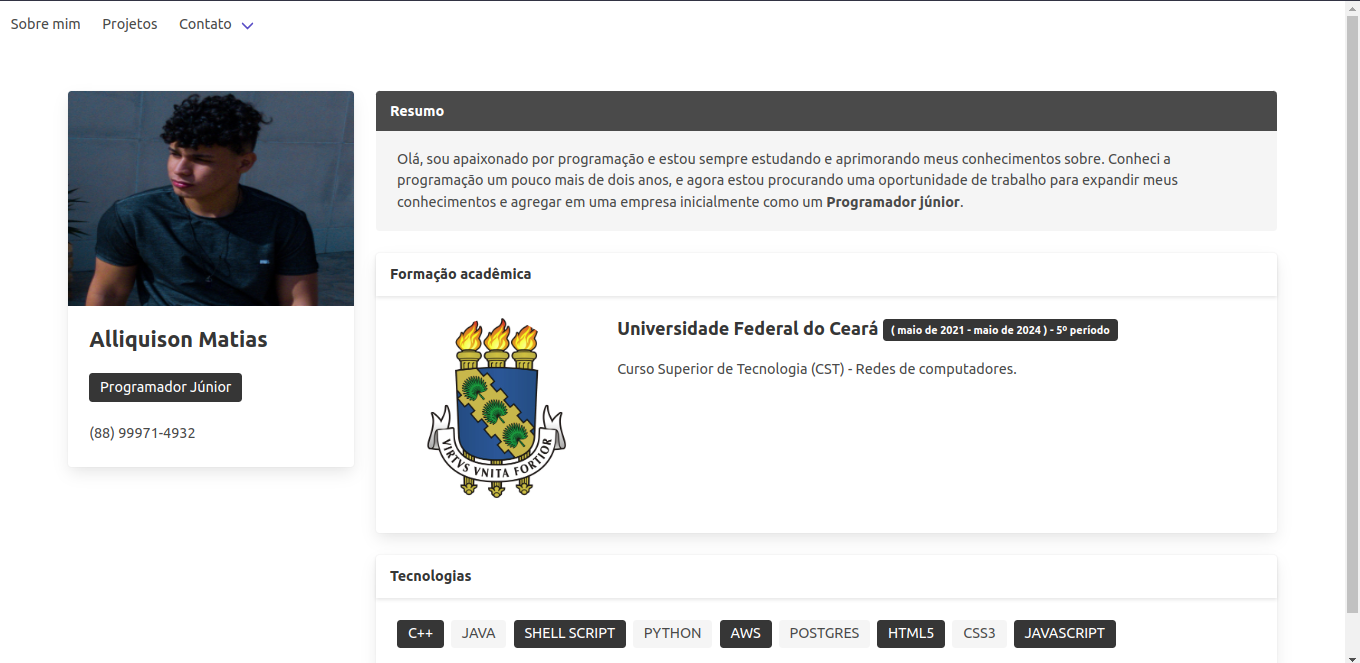 Sobre mim
Projetos
Contato
Alliquison Matias
Programador Júnior
(88) 99971-4932
Resumo
Olá, sou apaixonado por programação e estou sempre estudando e aprimorando meus conhecimentos sobre. Conheci a
programação um pouco mais de dois anos, e agora estou procurando uma oportunidade de trabalho para expandir meus
conhecimentos e agregar em uma empresa inicialmente como um Programador júnior.
Formação acadêmica
VIRTVS VNITA FORTIOR
Universidade Federal do Ceará ( maio de 2021 - maio de 2024 ) - 5º período
Curso Superior de Tecnologia (CST) - Redes de computadores.
Tecnologias
C++ JAVA SHELL SCRIPT PYTHON AWS POSTGRES HTML5 CSS3 JAVASCRIPT